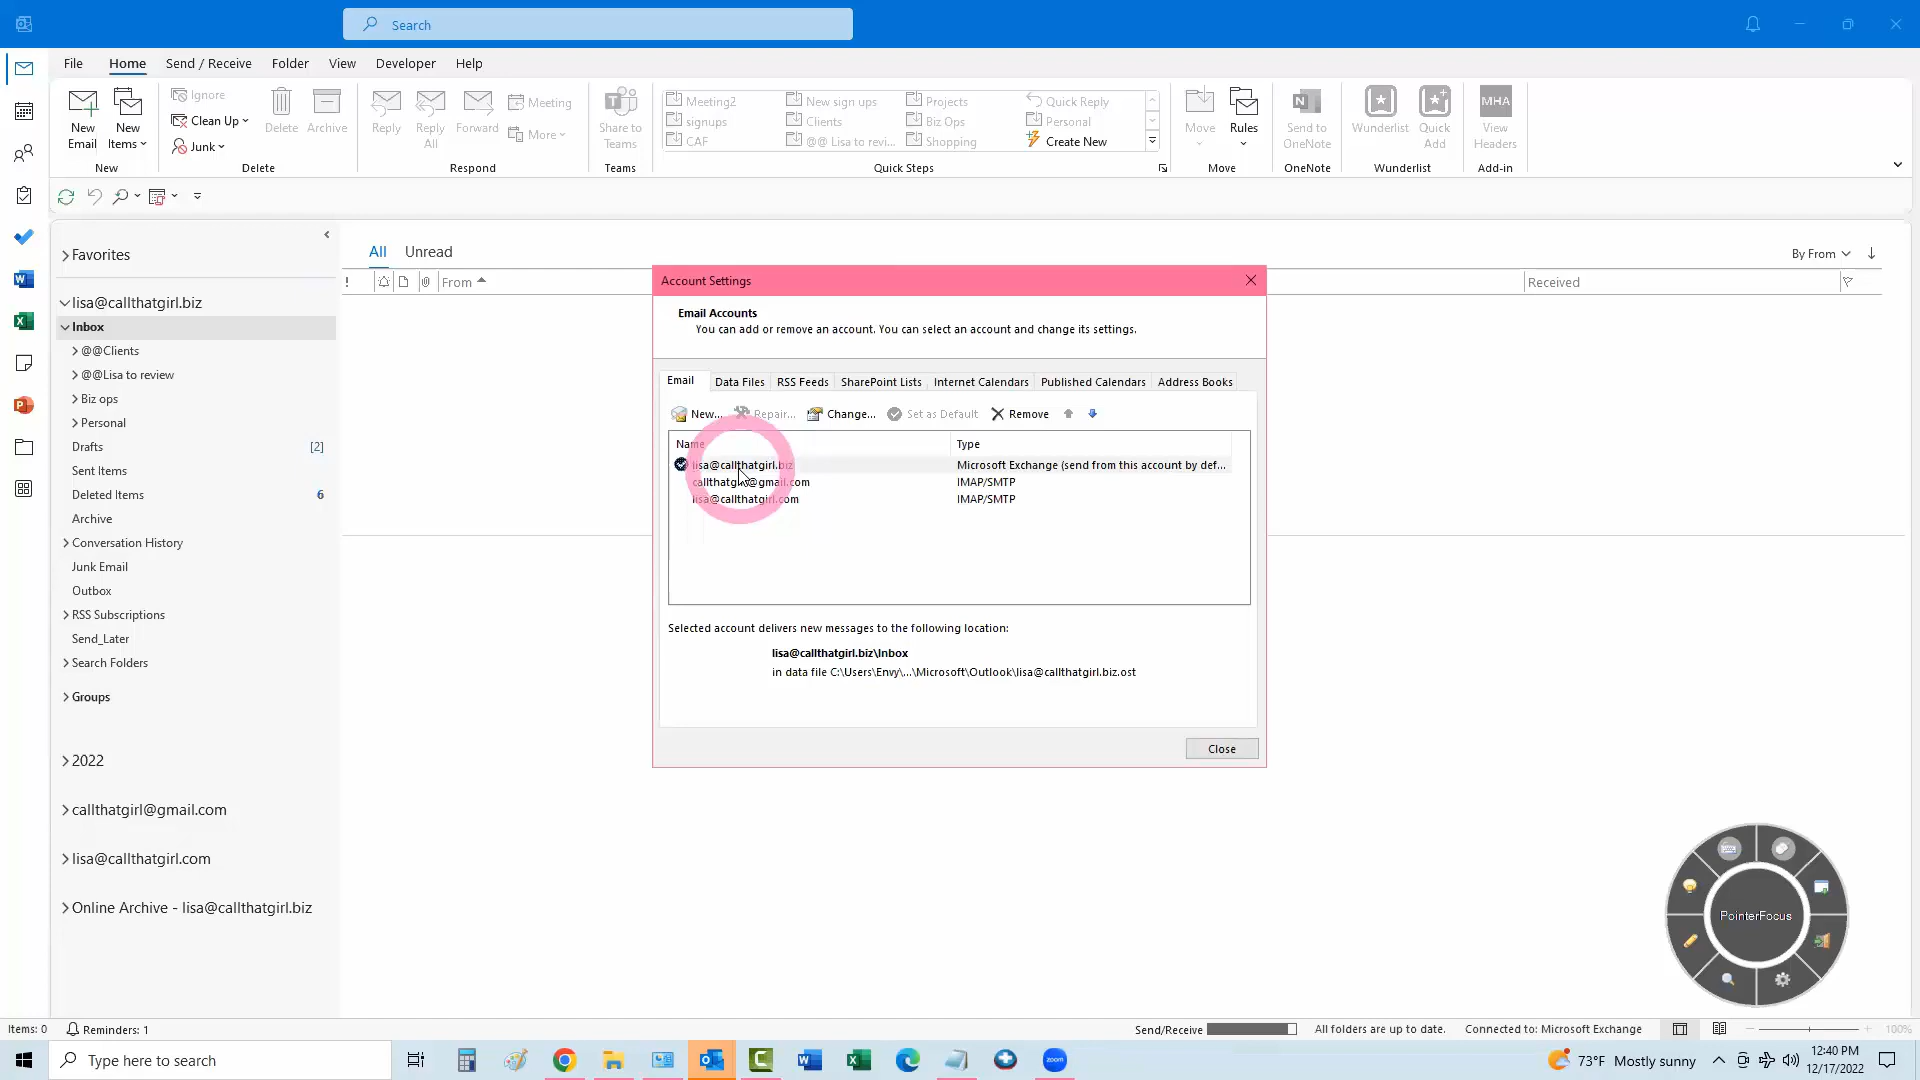 Search
File Home Send / Receive Folder View Developer Help
New Email
New Items
New
Ignore
Clean Up
Junk
Delete
Archive
Delete
Reply
Reply All
Forward
Meeting
More
Respond
Share to Teams
Teams
Meeting2
New sign ups
Projects
Quick Reply
signups
Clients
Biz Ops
Personal
CAF
@@ Lisa to revi...
Shopping
Create New
Quick Steps
Move
Rules
Move
Send to OneNote
OneNote
Wunderlist
Quick Add
Wunderlist
MHA
View Headers
Add-in
Favorites
lisa@callthatgirl.biz
Inbox
@@Clients
@@Lisa to review
Biz ops
Personal
Drafts [2]
Sent Items
Deleted Items 6
Archive
Conversation History
Junk Email
Outbox
RSS Subscriptions
Send_Later
Search Folders
Groups
2022
callthatgirl@gmail.com
lisa@callthatgirl.com
Online Archive - lisa@callthatgirl.biz
All Unread
By From
From
Received
Account Settings
Email Accounts
You can add or remove an account. You can select an account and change its settings.
Email Data Files RSS Feeds SharePoint Lists Internet Calendars Published Calendars Address Books
New... Repair... Change... Set as Default Remove
Name Type
lisa@callthatgirl.biz Microsoft Exchange (send from this account by def...
callthatgirl@gmail.com IMAP/SMTP
lisa@callthatgirl.com IMAP/SMTP
Selected account delivers new messages to the following location:
lisa@callthatgirl.biz\Inbox
in data file C:\Users\Envy\...\Microsoft\Outlook\lisa@callthatgirl.biz.ost
Close
PointerFocus
Items: 0 Reminders: 1
Send/Receive All folders are up to date. Connected to: Microsoft Exchange 100%
Type here to search
zoom
73°F Mostly sunny
12:40 PM
12/17/2022